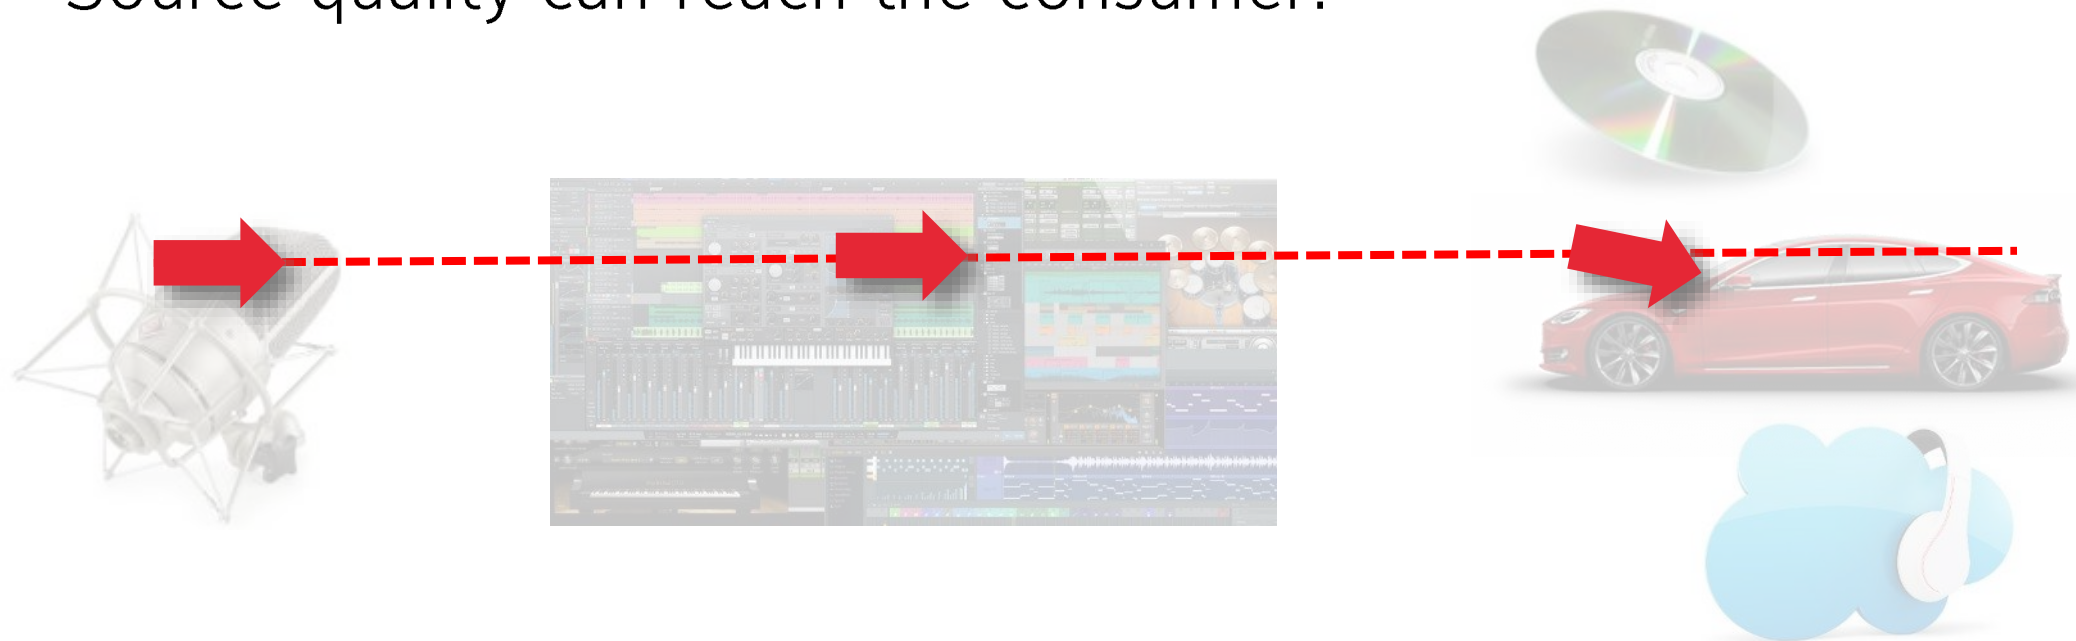 Source quality can reach the consumer.